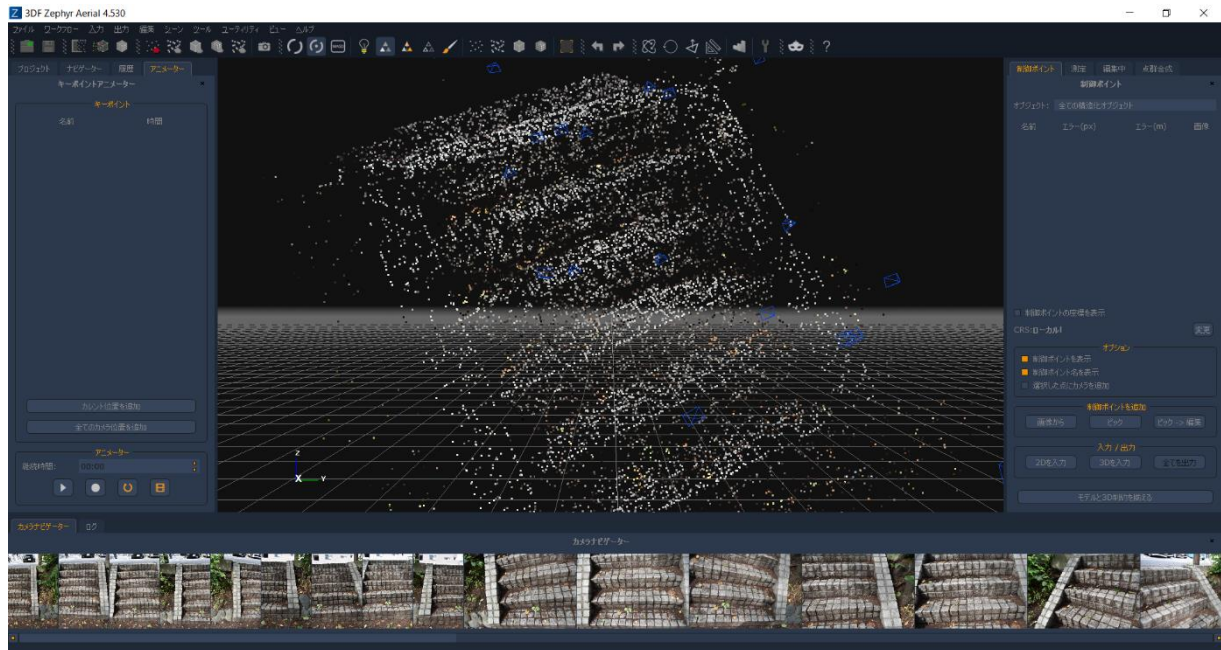 3DF Zephyr Aerial 4.530
ファイル ワークフロー 入力 出力 編集 シーン ツール ユーティリティ ビュー ヘルプ
プロジェクト ナビゲーター 履歴 アニメーター
キーポイントアニメーター
キーポイント
名前 時間
カレント位置を追加
全てのカメラ位置を追加
アニメーター
継続時間: 00:00
Z
X Y
制御ポイント 測定 編集中 点群合成
制御ポイント
オブジェクト: 全ての構造化オブジェクト
名前 エラー(px) エラー(m) 画像
制御ポイントの座標を表示
CRS:ローカル! 変更
オプション
制御ポイントを表示
制御ポイント名を表示
選択した点にカメラを追加
制御ポイントを追加
画像から ピック ピック -> 編集
入力 / 出力
2Dを入力 3Dを入力 全てを出力
カメラナビゲーター ログ
カメラナビゲーター